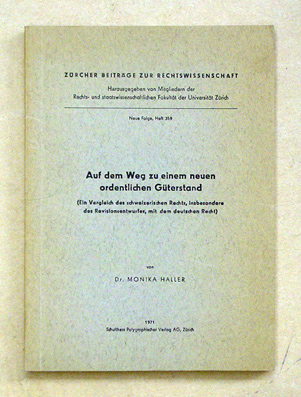 ZÜRCHER BEITRÄGE ZUR RECHTSWISSENSCHAFT
Herausgegeben von Mitgliedern der
Rechts- und staatswissenschaftlichen Fakultät der Universität Zürich
Neue Folge, Heft 358
Auf dem Weg zu einem neuen
ordentlichen Güterstand
(Ein Vergleich des schweizerischen Rechts, insbesondere
des Revisionsentwurfes, mit dem deutschen Recht)
von
Dr. MONIKA HALLER
1971
Schulthess Polygraphischer Verlag AG, Zürich